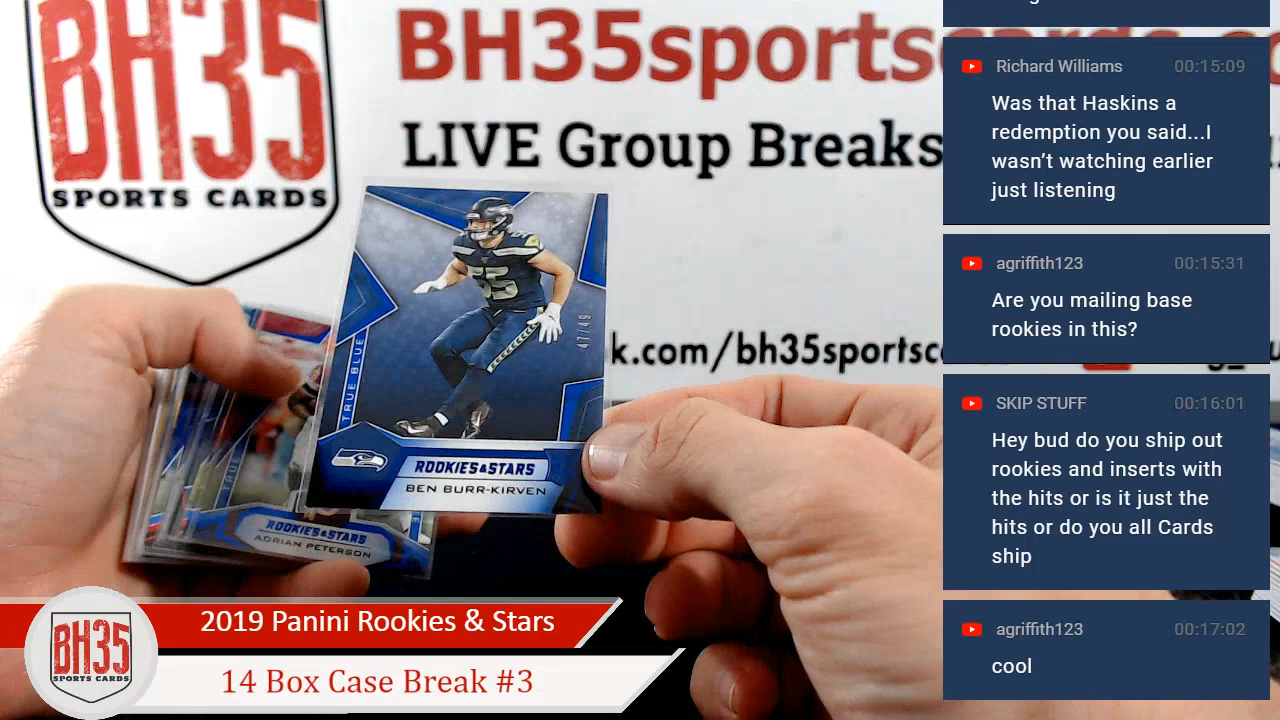 BH35
SPORTS CARDS
BH35sports
LIVE Group Breaks
k.com/bh35sportsc
55
47/49
TRUE BLUE
ROOKIES & STARS
BEN BURR-KIRVEN
TRUE
ROOKIES & STARS
ADRIAN PETERSON
BH35
SPORTS CARDS
2019 Panini Rookies & Stars
14 Box Case Break #3
Richard Williams 00:15:09
Was that Haskins a
redemption you said...I
wasn't watching earlier
just listening
agriffith123 00:15:31
Are you mailing base
rookies in this?
SKIP STUFF 00:16:01
Hey bud do you ship out
rookies and inserts with
the hits or is it just the
hits or do you all Cards
ship
agriffith123 00:17:02
cool